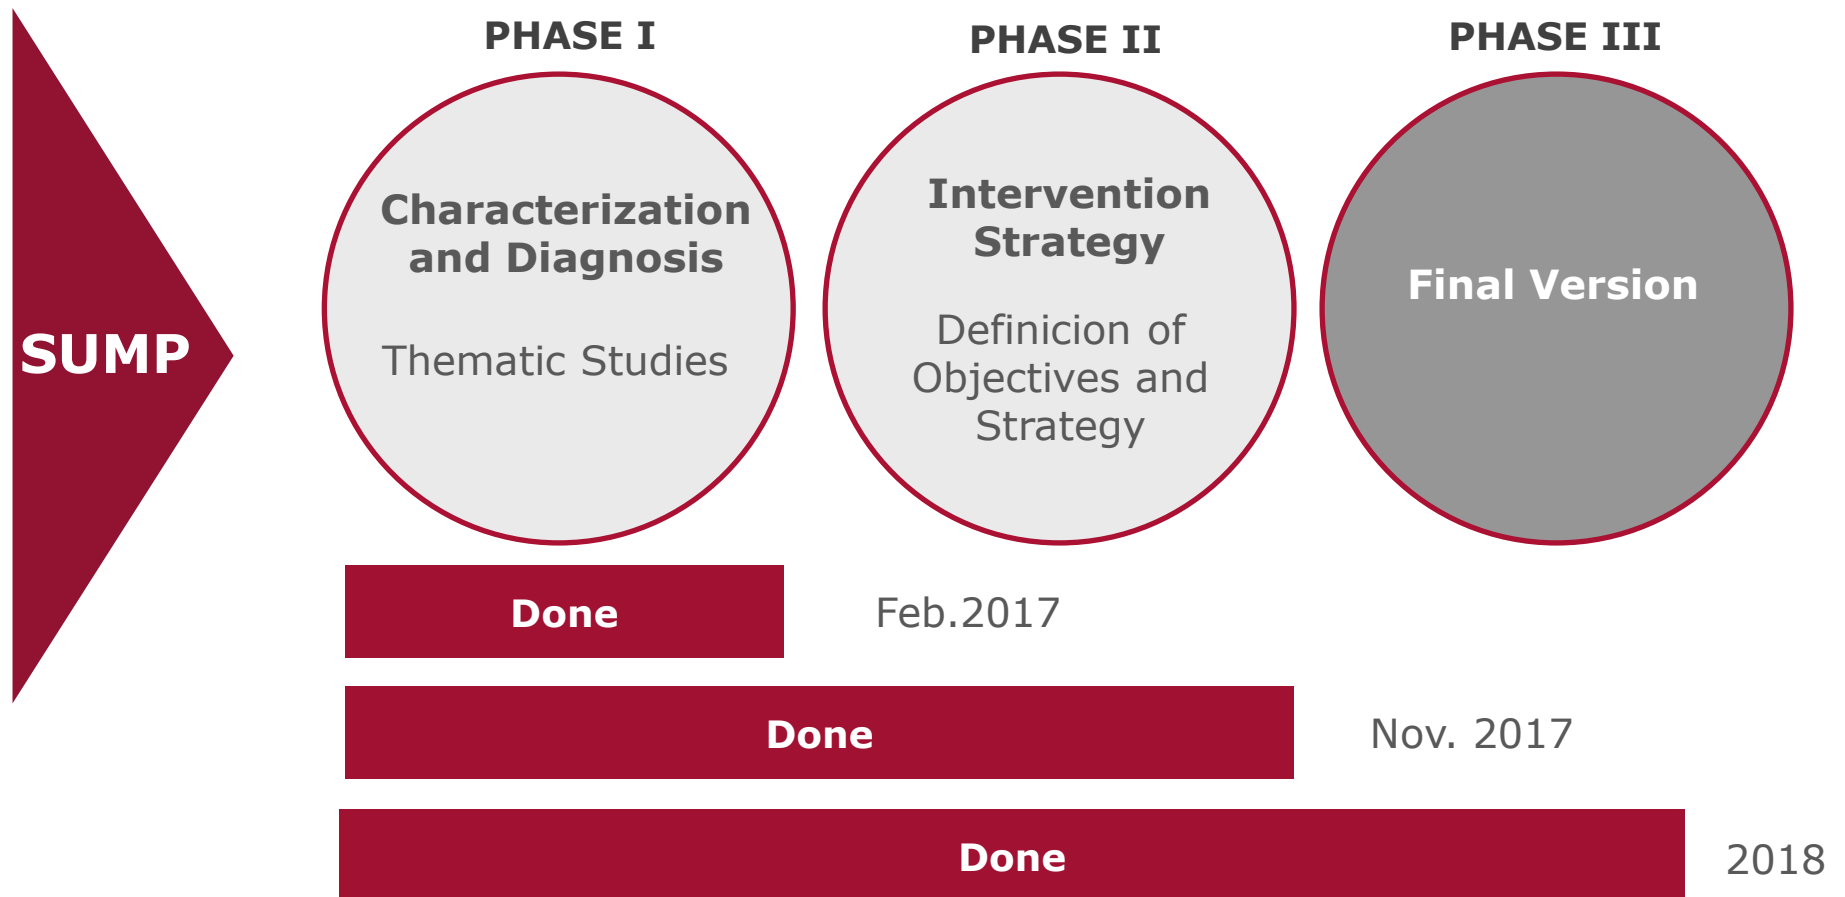 SUMP
PHASE I
Characterization
and Diagnosis
Thematic Studies
PHASE II
Intervention
Strategy
Definicion of
Objectives and
Strategy
PHASE III
Final Version
Done
Feb.2017
Done
Nov. 2017
Done
2018